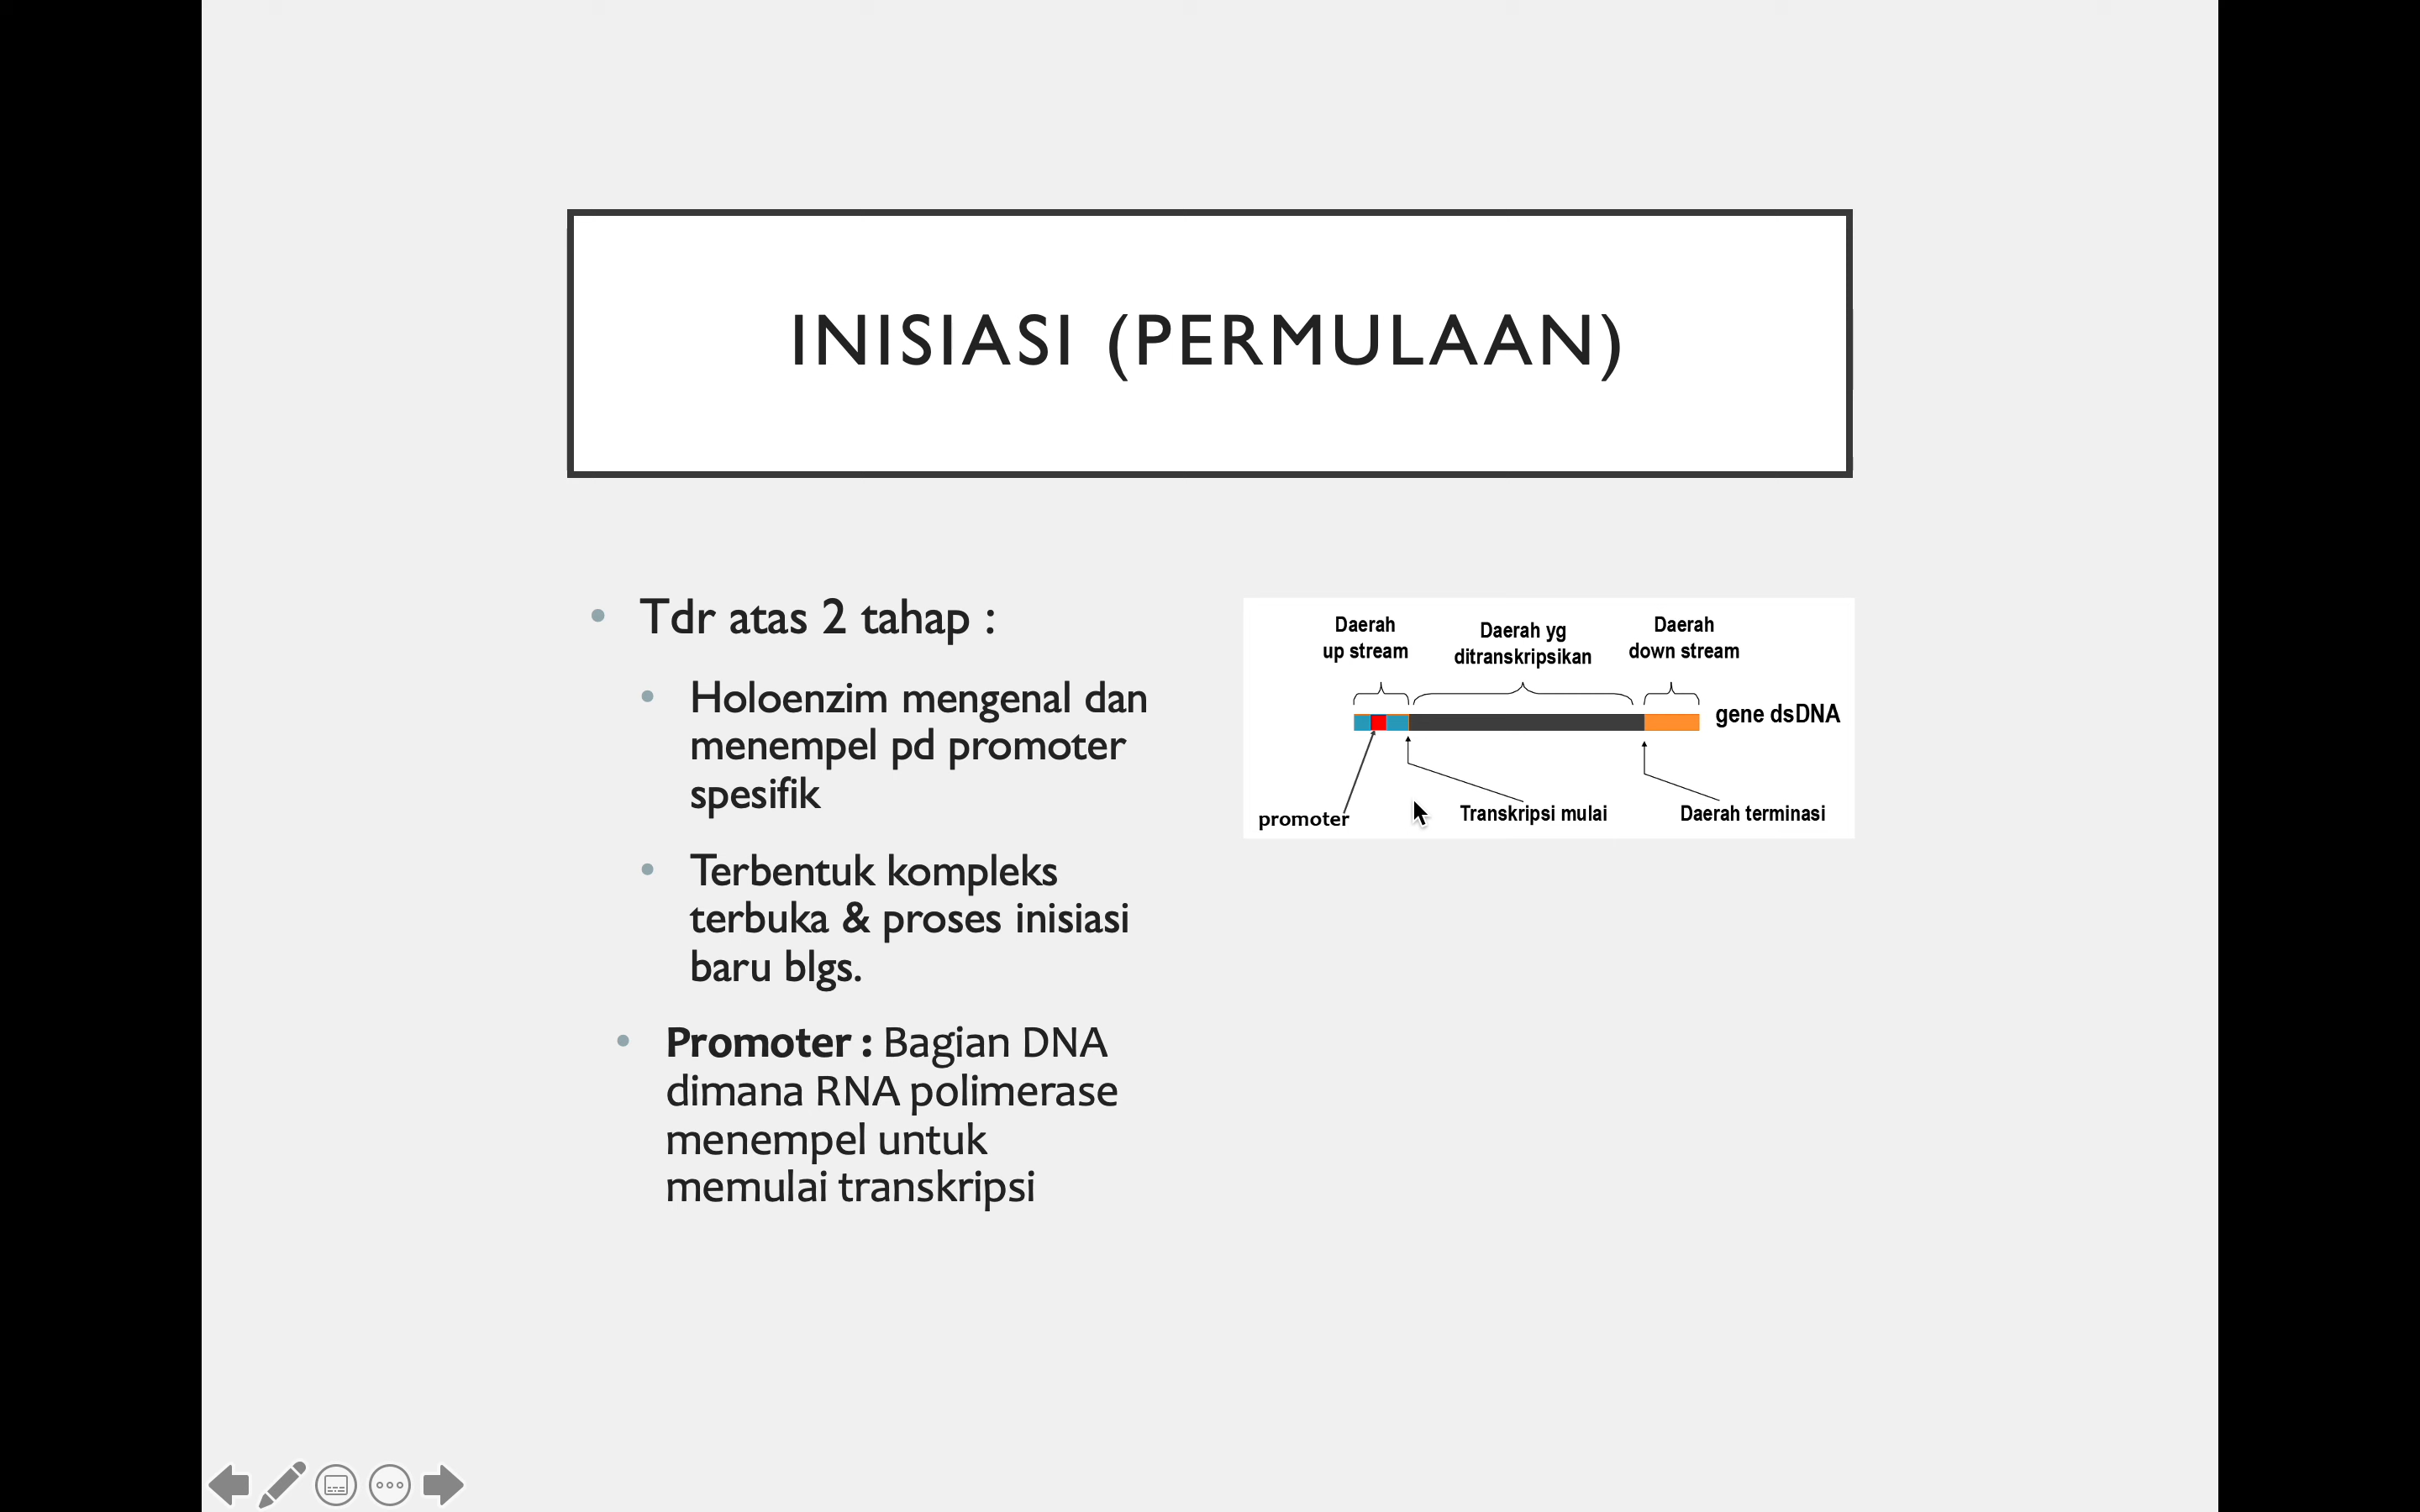 INISIASI (PERMULAAN)
• Tdr atas 2 tahap :
• Holoenzim mengenal dan
menempel pd promoter
spesifik
• Terbentuk kompleks
terbuka & proses inisiasi
baru blgs.
• Promoter : Bagian DNA
dimana RNA polimerase
menempel untuk
memulai transkripsi
Daerah
up stream
Daerah yg
ditranskripsikan
Daerah
down stream
gene dsDNA
promoter
Transkripsi mulai
Daerah terminasi